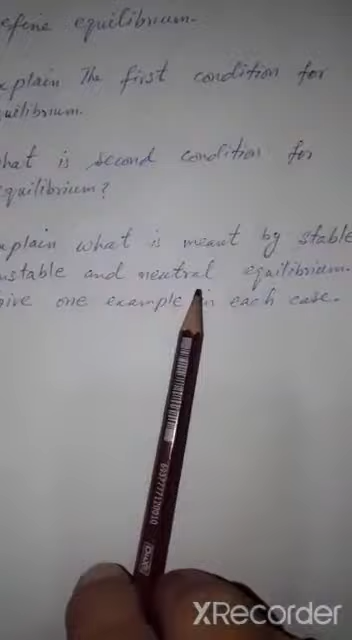 efine equilibrium.
xplain The first condition for
quilibrium.
hat is second condition for
equilibrium?
xplain what is meant by stable
nstable and neutral equilibrium.
ive one example in each case.
6937771120010
XRecorder